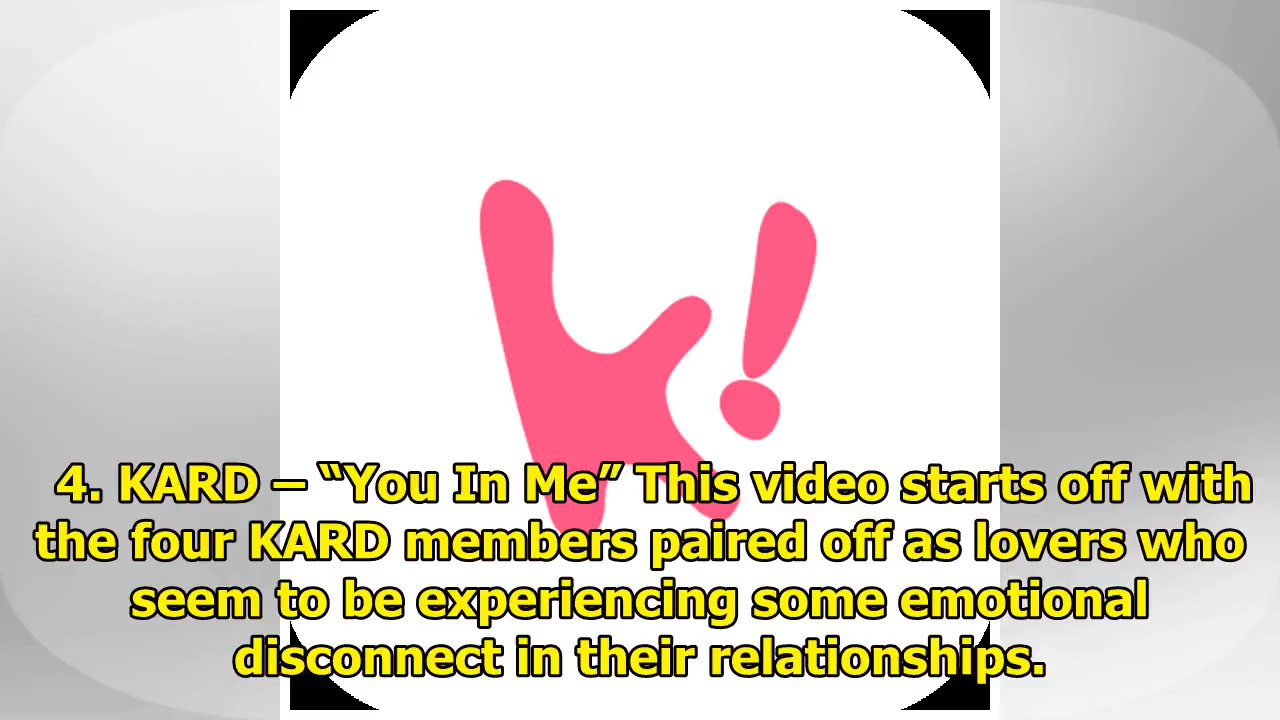 k!
4. KARD – “You In Me” This video starts off with
the four KARD members paired off as lovers who
seem to be experiencing some emotional
disconnect in their relationships.